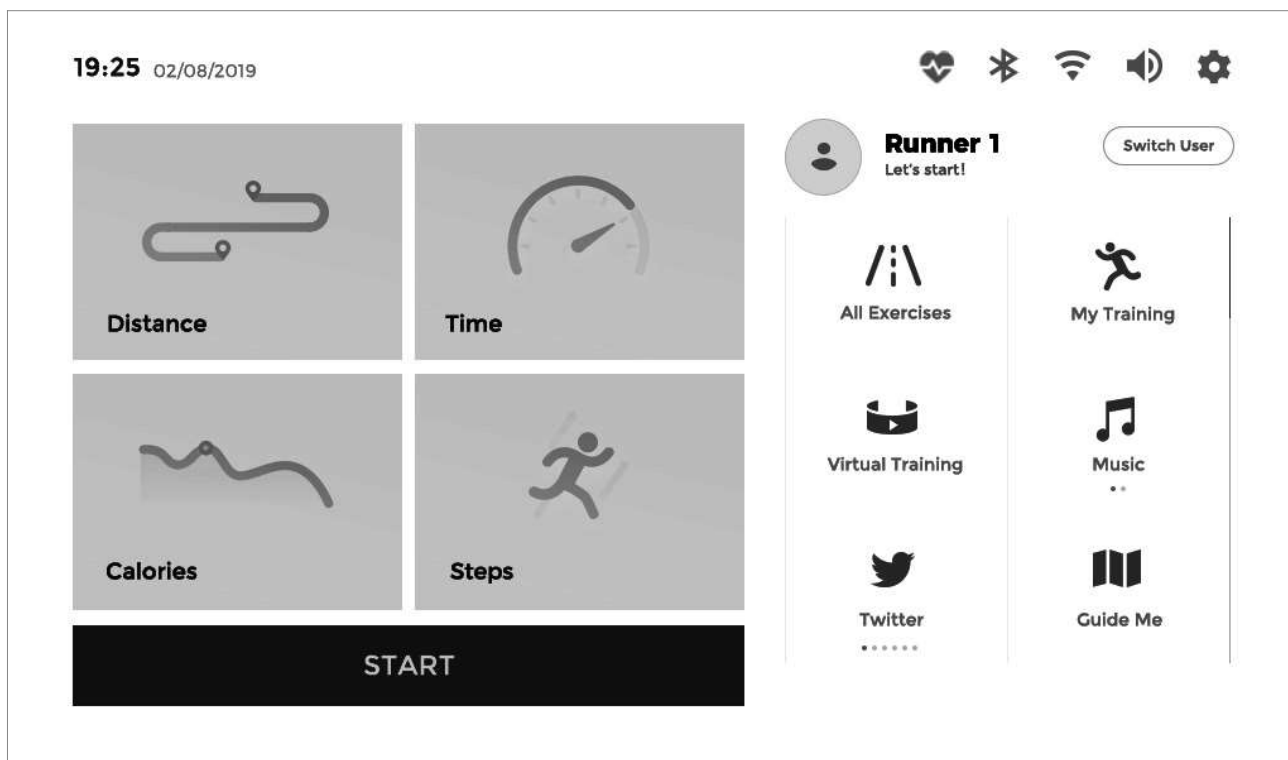 19:25 02/08/2019
Runner 1
Let's start!
Switch User
Distance
Time
All Exercises
My Training
Virtual Training
Music
Calories
Steps
Twitter
Guide Me
START